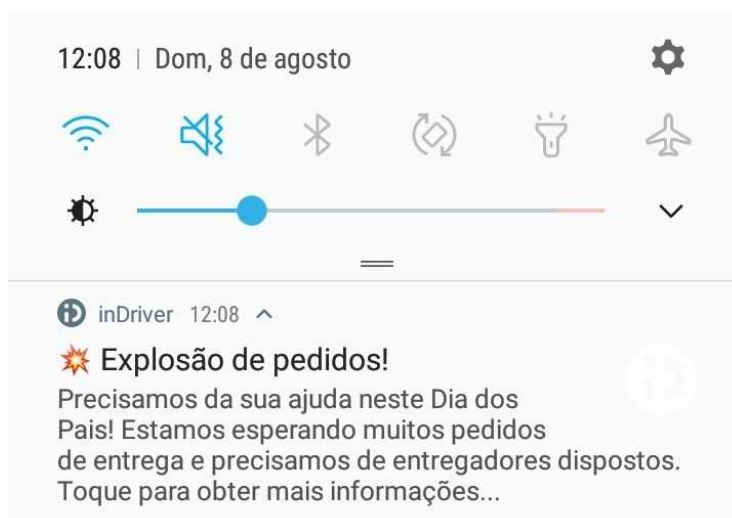 12:08 | Dom, 8 de agosto
inDriver 12:08
💥 Explosão de pedidos!
Precisamos da sua ajuda neste Dia dos
Pais! Estamos esperando muitos pedidos
de entrega e precisamos de entregadores dispostos.
Toque para obter mais informações...